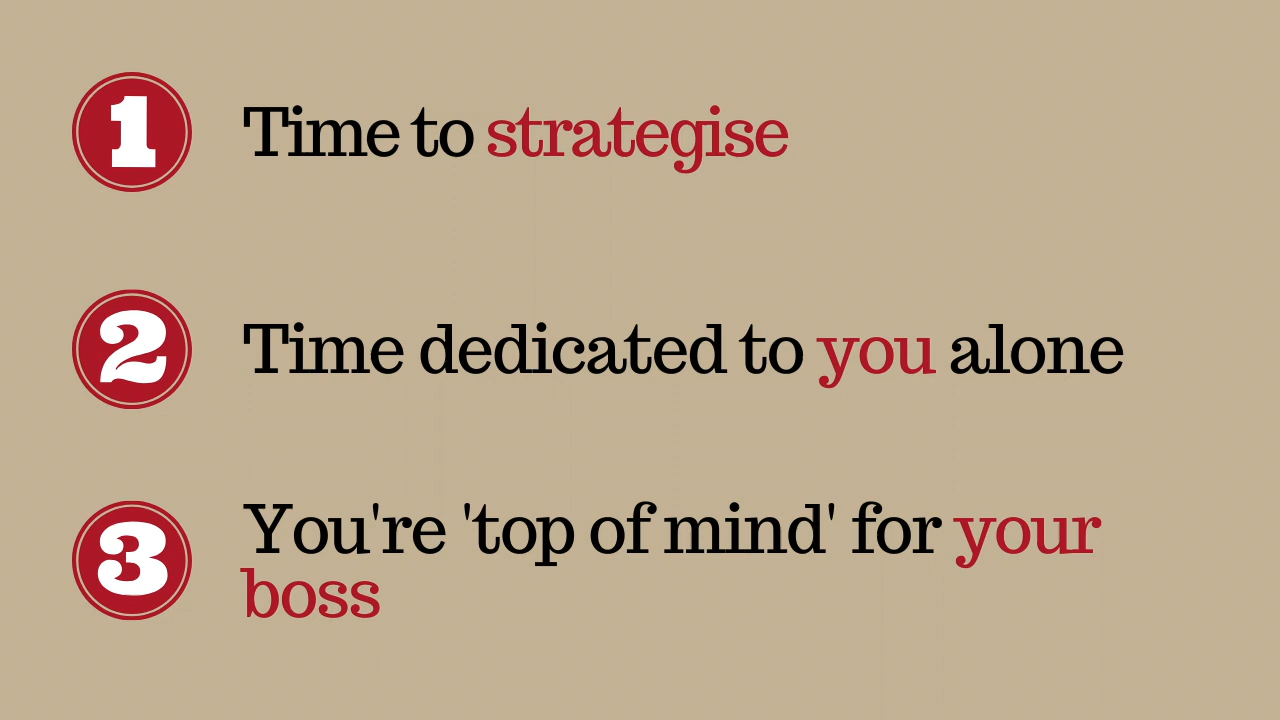 1 Time to strategise
2 Time dedicated to you alone
3 You're 'top of mind' for your
boss